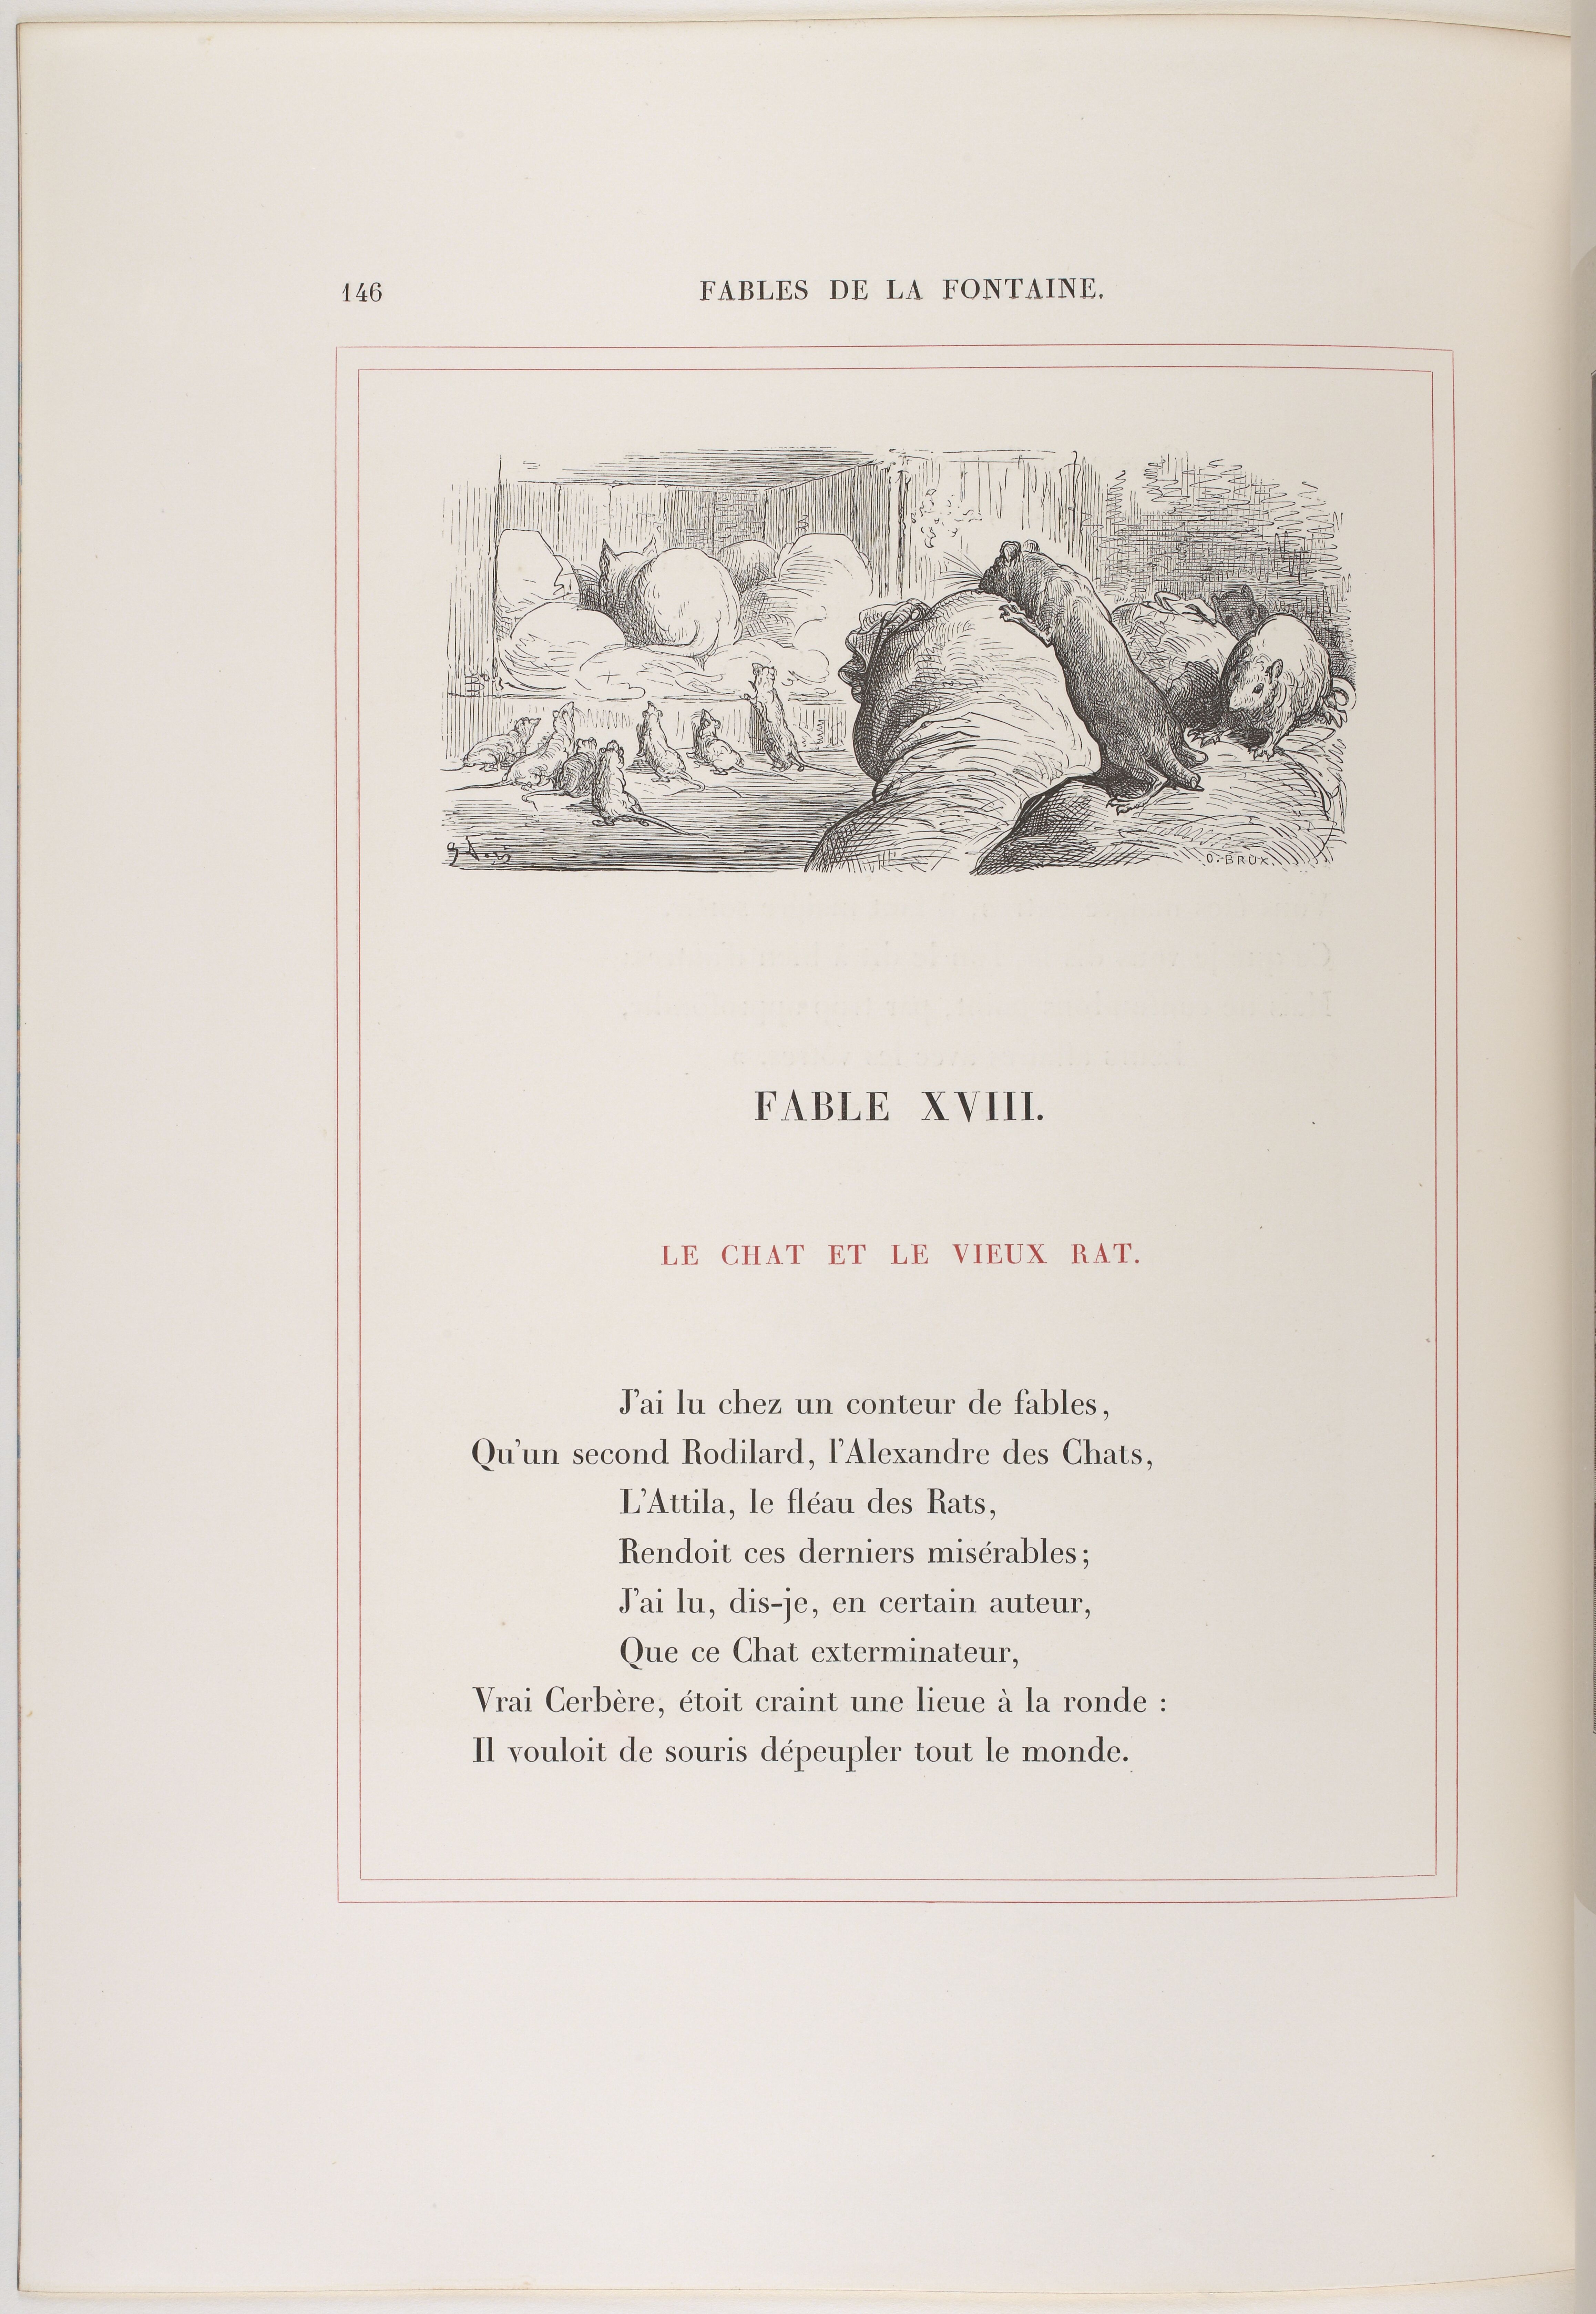 146
FABLES DE LA FONTAINE.
G Doré
O. BRUX.
FABLE XVIII.
LE CHAT ET LE VIEUX RAT.
J'ai lu chez un conteur de fables,
Qu'un second Rodilard, l'Alexandre des Chats,
L'Attila, le fléau des Rats,
Rendoit ces derniers misérables;
J'ai lu, dis-je, en certain auteur,
Que ce Chat exterminateur,
Vrai Cerbère, étoit craint une lieue à la ronde :
Il vouloit de souris dépeupler tout le monde.